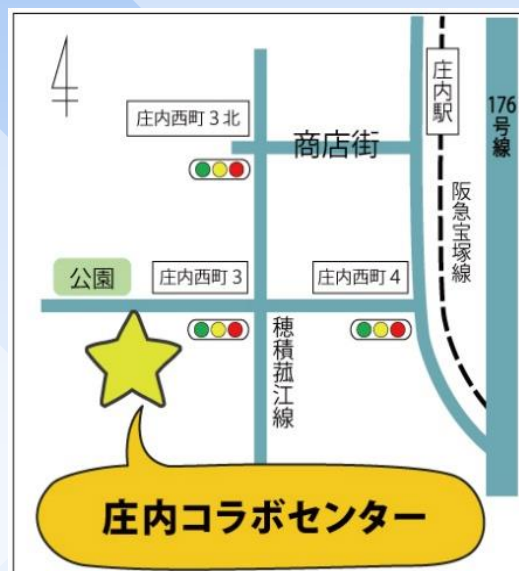 庄内駅
176号線
庄内西町3北
商店街
阪急宝塚線
公園
庄内西町3
庄内西町4
穂積菰江線
庄内コラボセンター